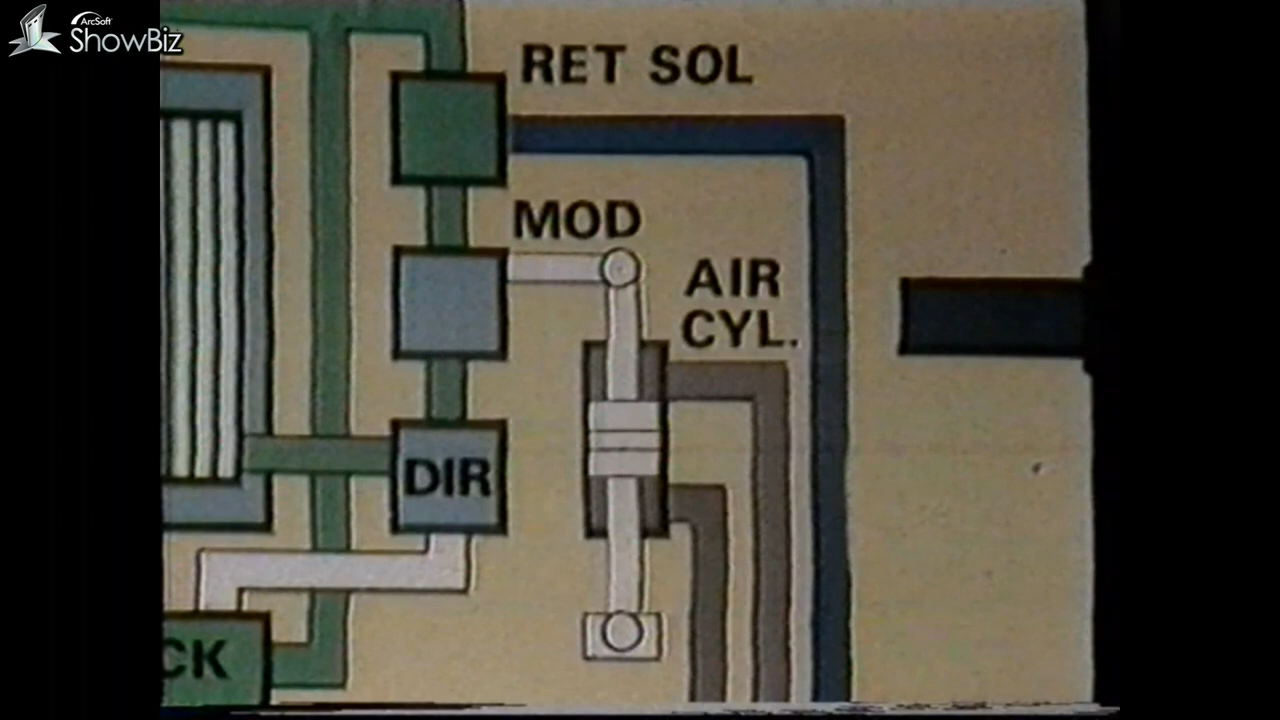 ArcSoft
ShowBiz
RET SOL
MOD
AIR
CYL.
DIR
CK